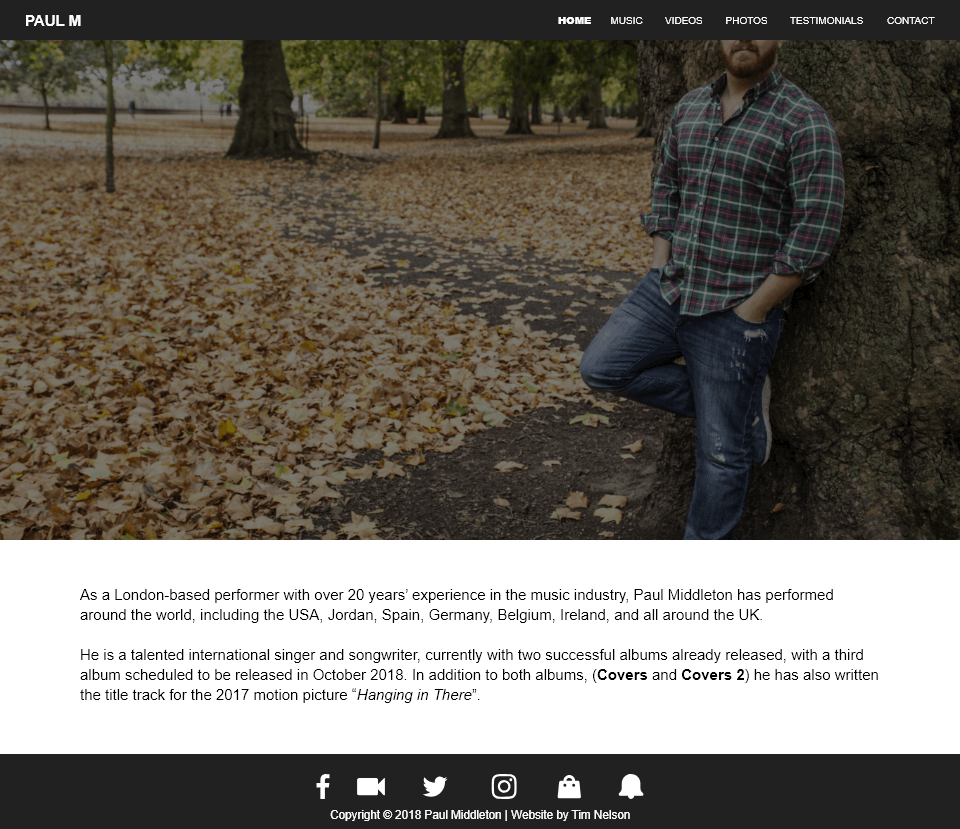 PAUL M HOME MUSIC VIDEOS PHOTOS TESTIMONIALS CONTACT
As a London-based performer with over 20 years’ experience in the music industry, Paul Middleton has performed
around the world, including the USA, Jordan, Spain, Germany, Belgium, Ireland, and all around the UK.
He is a talented international singer and songwriter, currently with two successful albums already released, with a third
album scheduled to be released in October 2018. In addition to both albums, (Covers and Covers 2) he has also written
the title track for the 2017 motion picture “Hanging in There”.
Copyright © 2018 Paul Middleton | Website by Tim Nelson